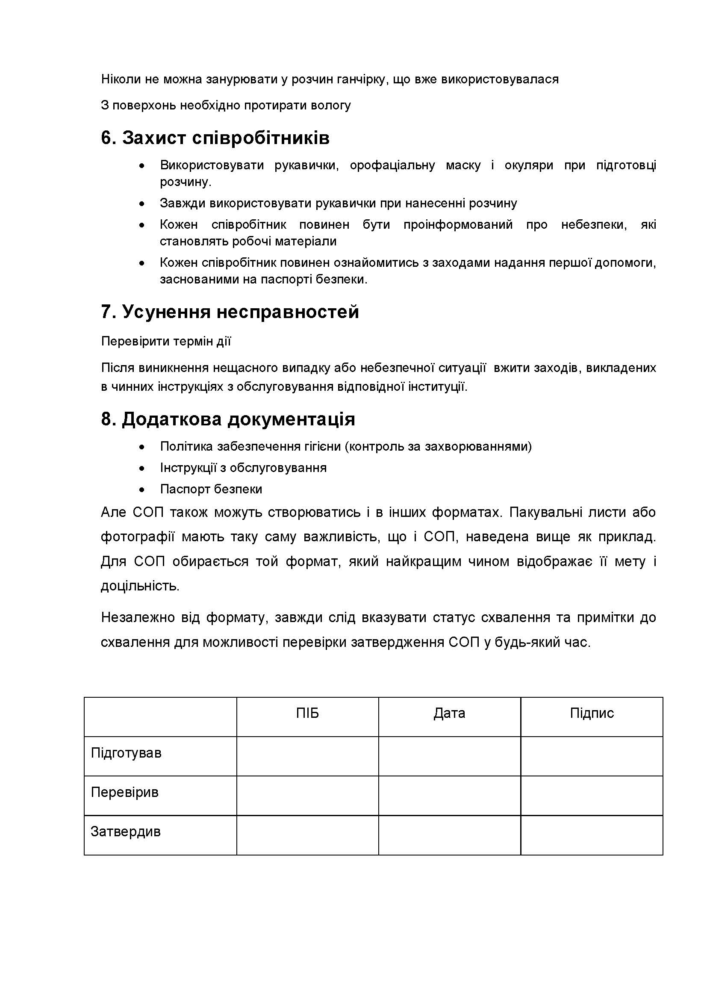 Ніколи не можна занурювати у розчин ганчірку, що вже використовувалася
З поверхонь необхідно протирати вологу
6. Захист співробітників
• Використовувати рукавички, орофаціальну маску і окуляри при підготовці
розчину.
• Завжди використовувати рукавички при нанесенні розчину
• Кожен співробітник повинен бути проінформований про небезпеки, які
становлять робочі матеріали
• Кожен співробітник повинен ознайомитись з заходами надання першої допомоги,
заснованими на паспорті безпеки.
7. Усунення несправностей
Перевірити термін дії
Після виникнення нещасного випадку або небезпечної ситуації  вжити заходів, викладених
в чинних інструкціях з обслуговування відповідної інституції.
8. Додаткова документація
• Політика забезпечення гігієни (контроль за захворюваннями)
• Інструкції з обслуговування
• Паспорт безпеки
Але СОП також можуть створюватись і в інших форматах. Пакувальні листи або
фотографії мають таку саму важливість, що і СОП, наведена вище як приклад.
Для СОП обирається той формат, який найкращим чином відображає її мету і
доцільність.
Незалежно від формату, завжди слід вказувати статус схвалення та примітки до
схвалення для можливості перевірки затвердження СОП у будь-який час.
ПІБ Дата Підпис
Підготував
Перевірив
Затвердив